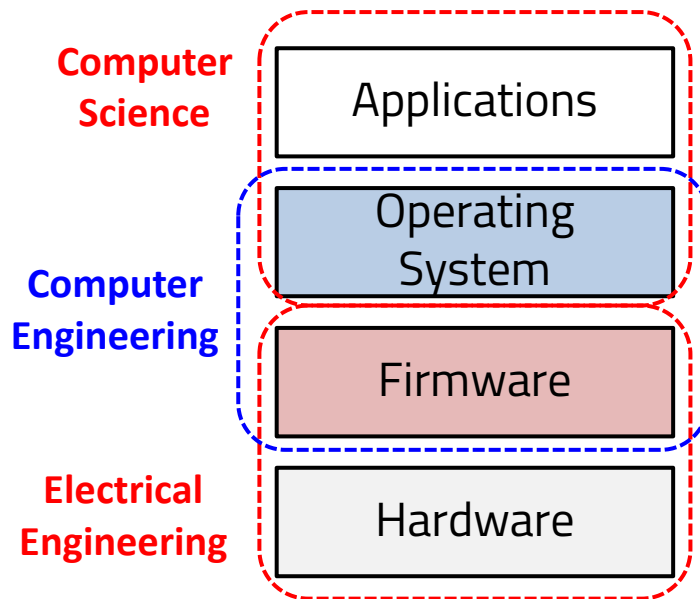 Computer
Science
Applications
Operating
System
Computer
Engineering
Firmware
Electrical
Engineering
Hardware